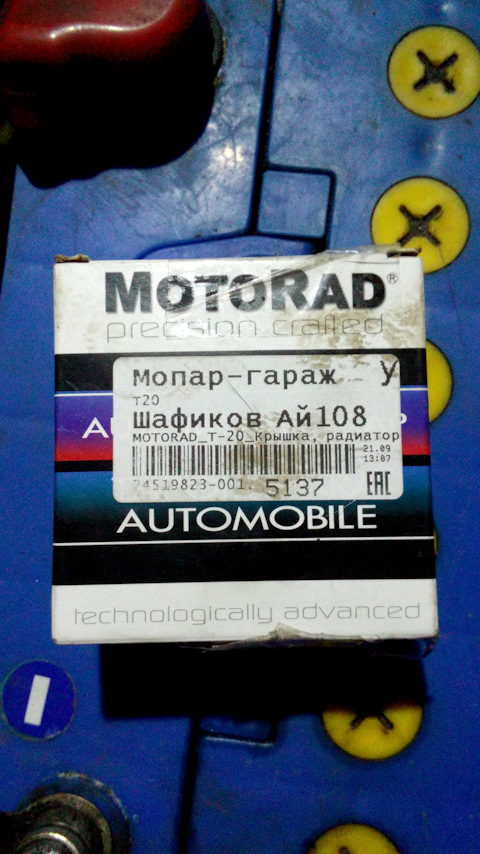 MOTORAD®
precision crafted
Мопар-гараж У
т20
Шафиков Ай108
MOTORAD_T-20_Крышка, радиатор
21.09
13:07
24519823-001. 5137 EAC
AUTOMOBILE
technologically advanced